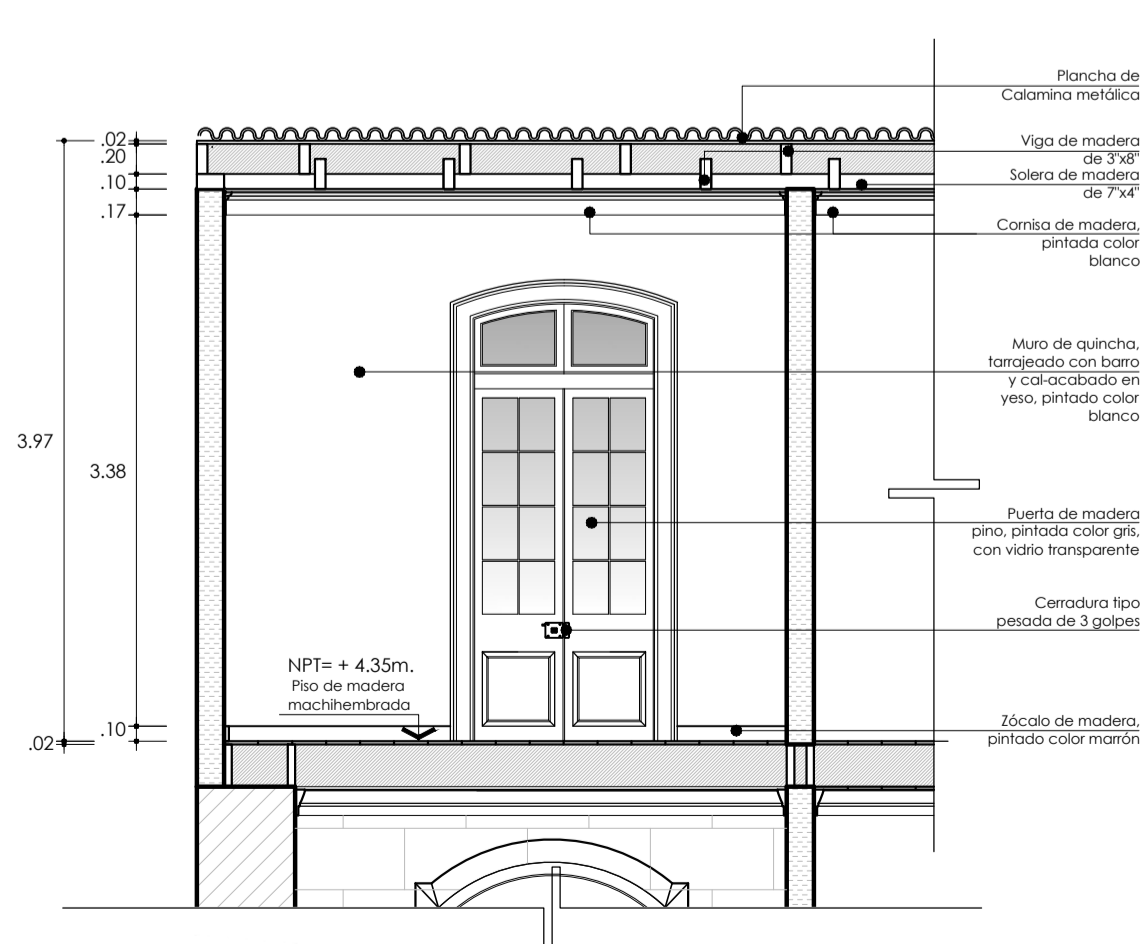 Plancha de
Calamina metálica
.02
.20
.10
.17
Viga de madera
de 3"x8"
Solera de madera
de 7"x4"
Cornisa de madera,
pintada color
blanco
Muro de quincha,
tarrajeado con barro
y cal-acabado en
yeso, pintado color
blanco
3.97
3.38
Puerta de madera
pino, pintada color gris,
con vidrio transparente
Cerradura tipo
pesada de 3 golpes
NPT= + 4.35m.
Piso de madera
machihembrada
.10
.02
Zócalo de madera,
pintado color marrón